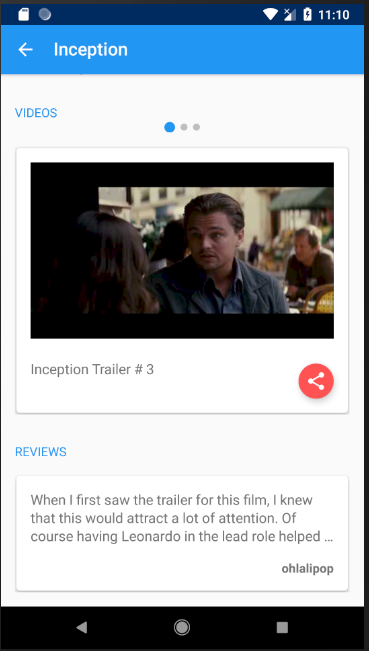 11:10
Inception
VIDEOS
Inception Trailer # 3
REVIEWS
When I first saw the trailer for this film, I knew
that this would attract a lot of attention. Of
course having Leonardo in the lead role helped ...
ohlalipop